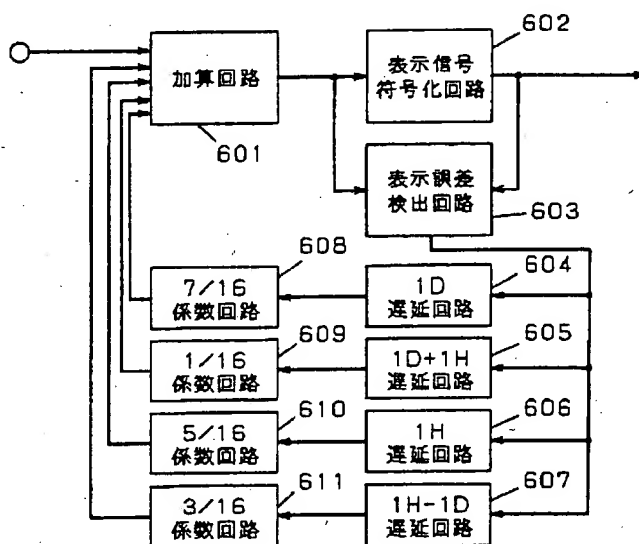 602
加算回路
表示信号
符号化回路
601
表示誤差
検出回路
603
608
604
7/16
係数回路
1D
遅延回路
609
605
1/16
係数回路
1D+1H
遅延回路
610
606
5/16
係数回路
1H
遅延回路
611
607
3/16
係数回路
1H-1D
遅延回路